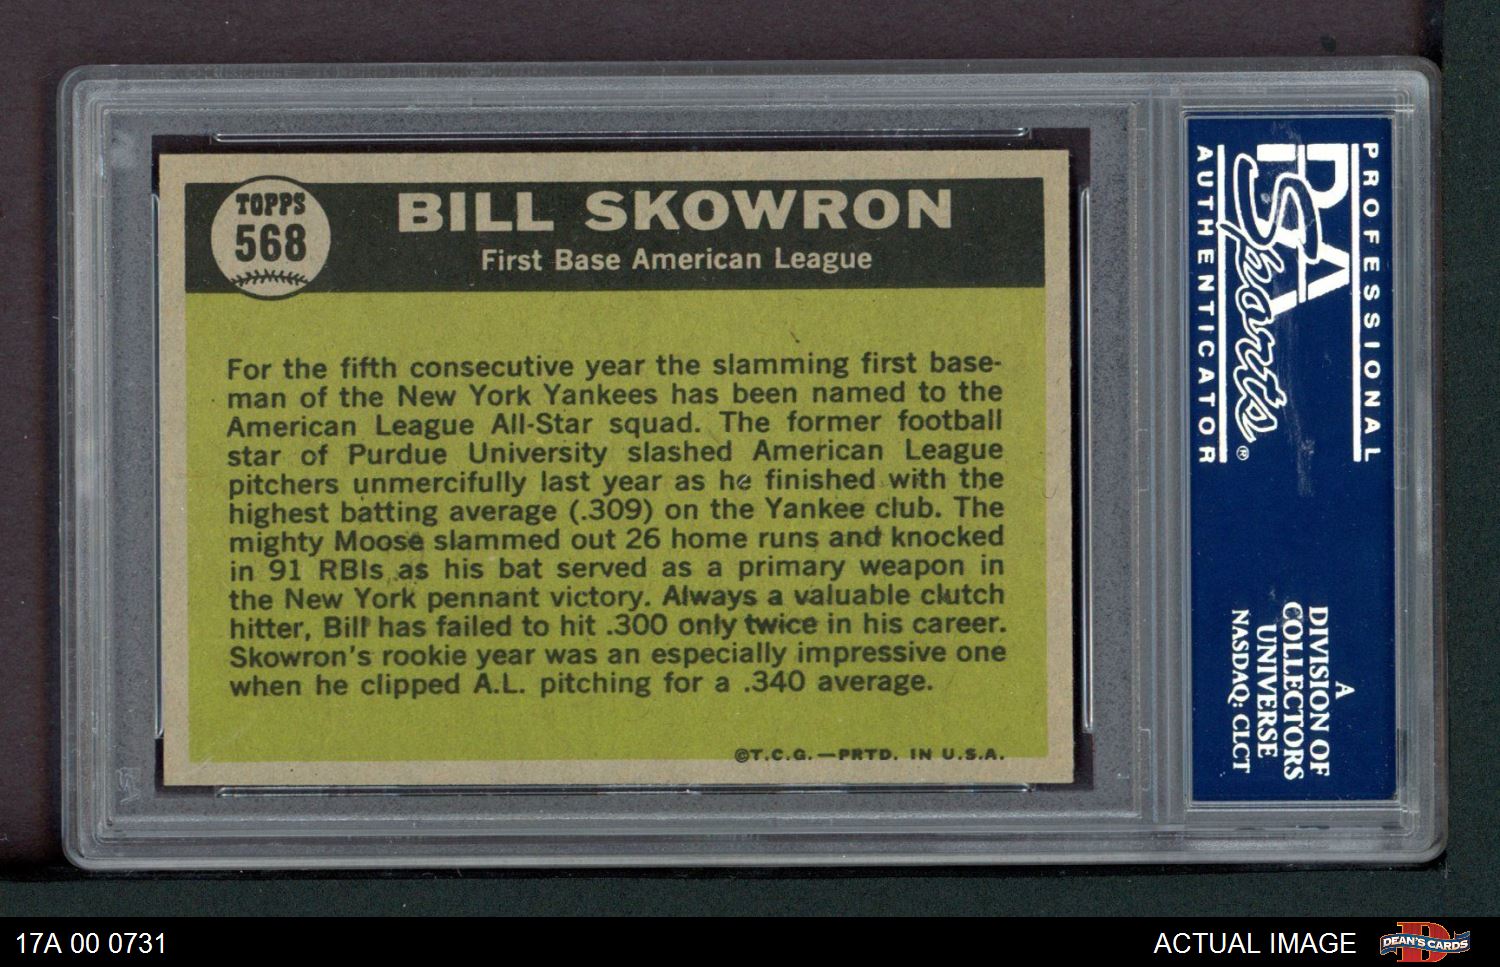 TOPPS
568
BILL SKOWRON
First Base American League
For the fifth consecutive year the slamming first base-
man of the New York Yankees has been named to the
American League All-Star squad. The former football
star of Purdue University slashed American League
pitchers unmercifully last year as he finished with the
highest batting average (.309) on the Yankee club. The
mighty Moose slammed out 26 home runs and knocked
in 91 RBIs as his bat served as a primary weapon in
the New York pennant victory. Always a valuable clutch
hitter, Bill has failed to hit .300 only twice in his career.
Skowron's rookie year was an especially impressive one
when he clipped A.L. pitching for a .340 average.
©T.C.G.—PRTD. IN U.S.A.
PROFESSIONAL
PSA
Sports®
AUTHENTICATOR
A
DIVISION OF
COLLECTORS
UNIVERSE
NASDAQ: CLCT
17A 00 0731
ACTUAL IMAGE
DEAN'S CARDS